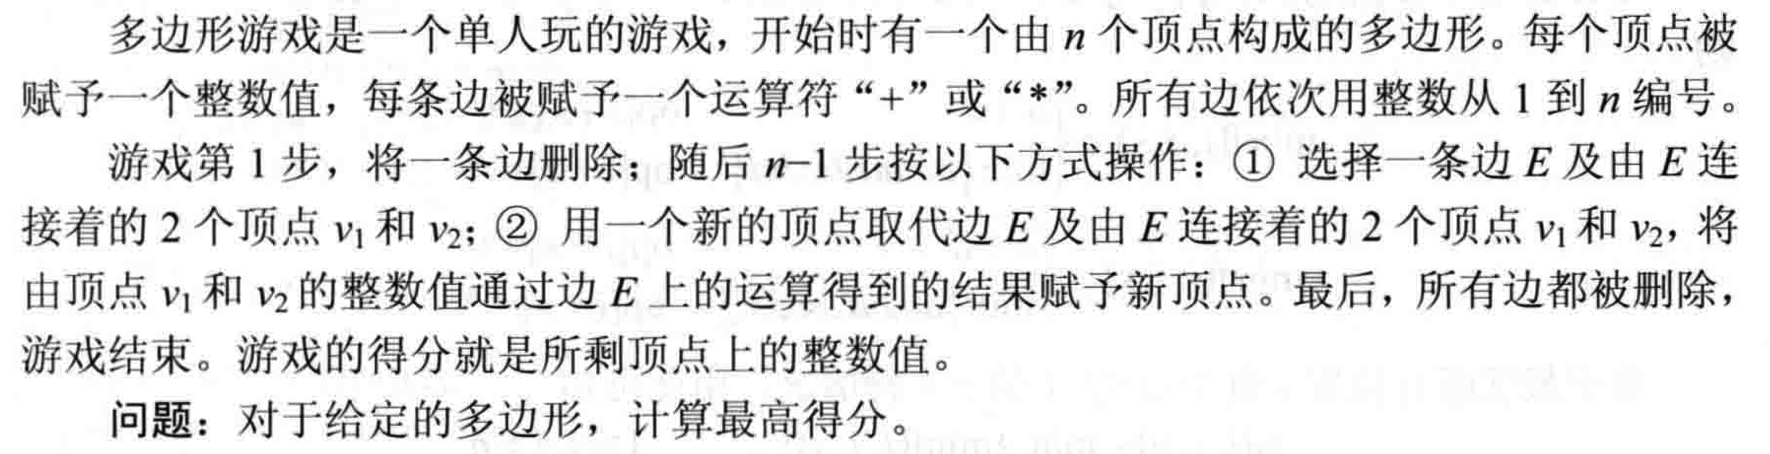 多边形游戏是一个单人玩的游戏，开始时有一个由 n 个顶点构成的多边形。每个顶点被
赋予一个整数值，每条边被赋予一个运算符“+”或“*”。所有边依次用整数从 1 到 n 编号。
游戏第 1 步，将一条边删除；随后 n−1 步按以下方式操作：① 选择一条边 E 及由 E 连
接着的 2 个顶点 v₁ 和 v₂；② 用一个新的顶点取代边 E 及由 E 连接着的 2 个顶点 v₁ 和 v₂，将
由顶点 v₁ 和 v₂ 的整数值通过边 E 上的运算得到的结果赋予新顶点。最后，所有边都被删除，
游戏结束。游戏的得分就是所剩顶点上的整数值。
问题：对于给定的多边形，计算最高得分。